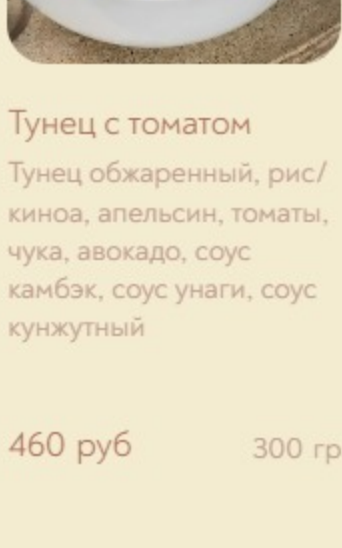 Тунец с томатом
Тунец обжаренный, рис/
киноа, апельсин, томаты,
чука, авокадо, соус
камбэк, соус унаги, соус
кунжутный
460 руб
300 гр